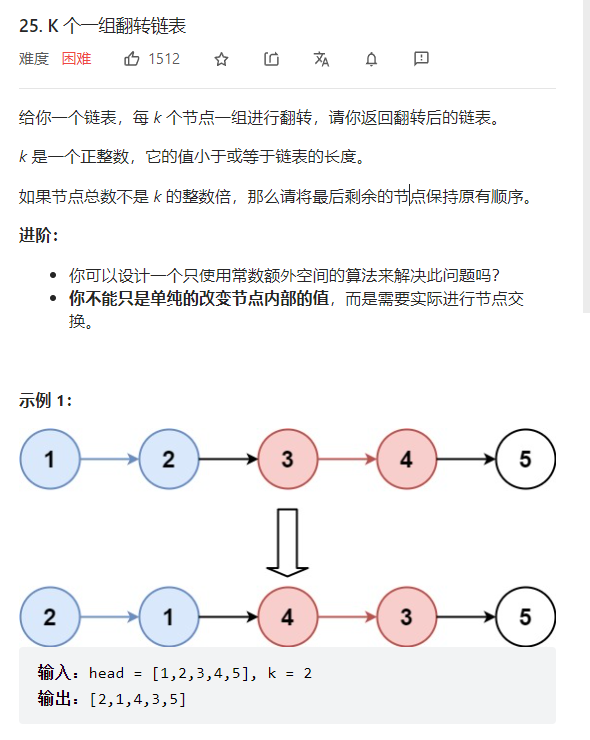 25. K 个一组翻转链表
难度 困难 1512
给你一个链表，每 k 个节点一组进行翻转，请你返回翻转后的链表。
k 是一个正整数，它的值小于或等于链表的长度。
如果节点总数不是 k 的整数倍，那么请将最后剩余的节点保持原有顺序。
进阶：
你可以设计一个只使用常数额外空间的算法来解决此问题吗？
你不能只是单纯的改变节点内部的值，而是需要实际进行节点交
换。
示例 1：
1 2 3 4 5
2 1 4 3 5
输入：head = [1,2,3,4,5], k = 2
输出：[2,1,4,3,5]